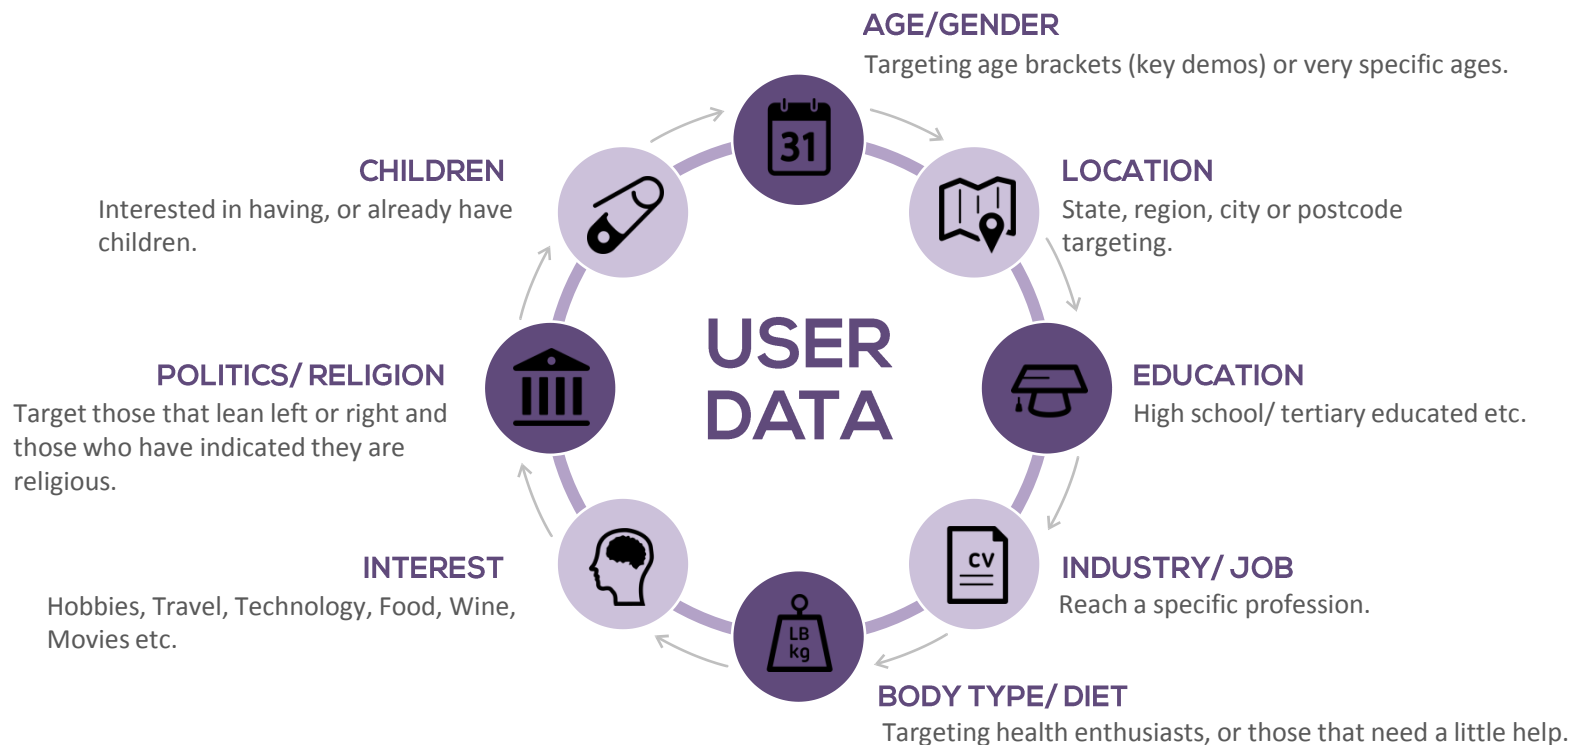 AGE/GENDER
Targeting age brackets (key demos) or very specific ages.
31
CHILDREN
Interested in having, or already have
children.
LOCATION
State, region, city or postcode
targeting.
USER
DATA
POLITICS/ RELIGION
Target those that lean left or right and
those who have indicated they are
religious.
EDUCATION
High school/ tertiary educated etc.
INTEREST
Hobbies, Travel, Technology, Food, Wine,
Movies etc.
CV
INDUSTRY/ JOB
Reach a specific profession.
LB
kg
BODY TYPE/ DIET
Targeting health enthusiasts, or those that need a little help.